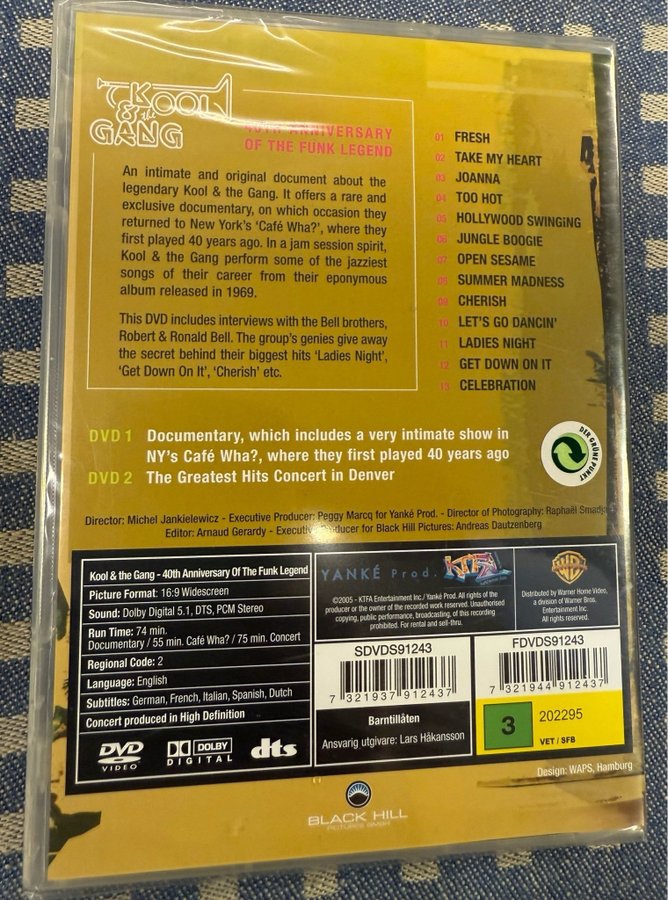 KOOL
& the
GANG
40TH ANNIVERSARY
OF THE FUNK LEGEND
An intimate and original document about the
legendary Kool & the Gang. It offers a rare and
exclusive documentary, on which occasion they
returned to New York's 'Café Wha?', where they
first played 40 years ago. In a jam session spirit,
Kool & the Gang perform some of the jazziest
songs of their career from their eponymous
album released in 1969.
This DVD includes interviews with the Bell brothers,
Robert & Ronald Bell. The group's genies give away
the secret behind their biggest hits 'Ladies Night',
'Get Down On It', 'Cherish' etc.
01 FRESH
02 TAKE MY HEART
03 JOANNA
04 TOO HOT
05 HOLLYWOOD SWINGiNG
06 JUNGLE BOOGIE
07 OPEN SESAME
08 SUMMER MADNESS
09 CHERISH
10 LET'S GO DANCIN'
11 LADIES NIGHT
12 GET DOWN ON IT
13 CELEBRATION
DVD 1 Documentary, which includes a very intimate show in
NY's Café Wha?, where they first played 40 years ago
DVD 2 The Greatest Hits Concert in Denver
DER GRÜNE PUNKT
Director: Michel Jankielewicz - Executive Producer: Peggy Marcq for Yanké Prod. - Director of Photography: Raphaël Smadja
Editor: Arnaud Gerardy - Executive Producer for Black Hill Pictures: Andreas Dautzenberg
Kool & the Gang - 40th Anniversary Of The Funk Legend
Picture Format: 16:9 Widescreen
Sound: Dolby Digital 5.1, DTS, PCM Stereo
Run Time: 74 min.
Documentary / 55 min. Café Wha? / 75 min. Concert
Regional Code: 2
Language: English
Subtitles: German, French, Italian, Spanish, Dutch
Concert produced in High Definition
DVD
VIDEO
DOLBY
DIGITAL
dts
YANKÉ Prod.
KTFA
©2005 - KTFA Entertainment Inc./ Yanké Prod. All rights of the
producer or the owner of the recorded work reserved. Unauthorised
copying, public performance, broadcasting, of this recording
prohibited. For rental and sell-thru.
WB
Distributed by Warner Home Video,
a division of Warner Bros.
Entertainment Inc.
All rights reserved.
SDVDS91243
7 321937 912437
Barntillåten
Ansvarig utgivare: Lars Håkansson
FDVDS91243
7 321944 912437
3
202295
VET / SFB
Design: WAPS, Hamburg
BLACK HILL
PICTURES GMBH